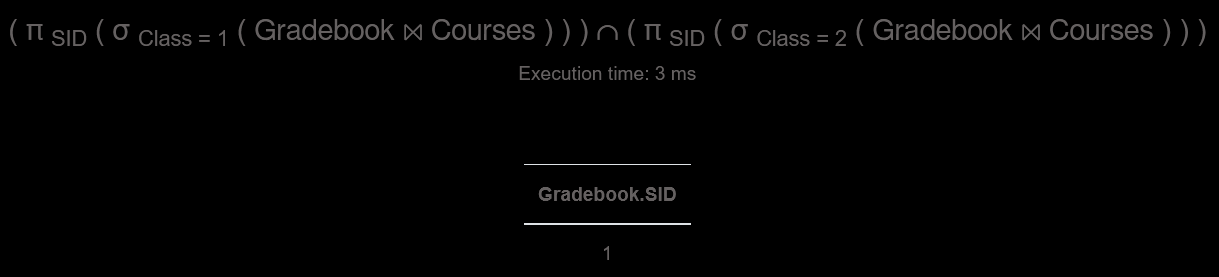 ( π SID ( σ Class = 1 ( Gradebook ⋈ Courses ) ) ) ∩ ( π SID ( σ Class = 2 ( Gradebook ⋈ Courses ) ) )
Execution time: 3 ms
Gradebook.SID
1